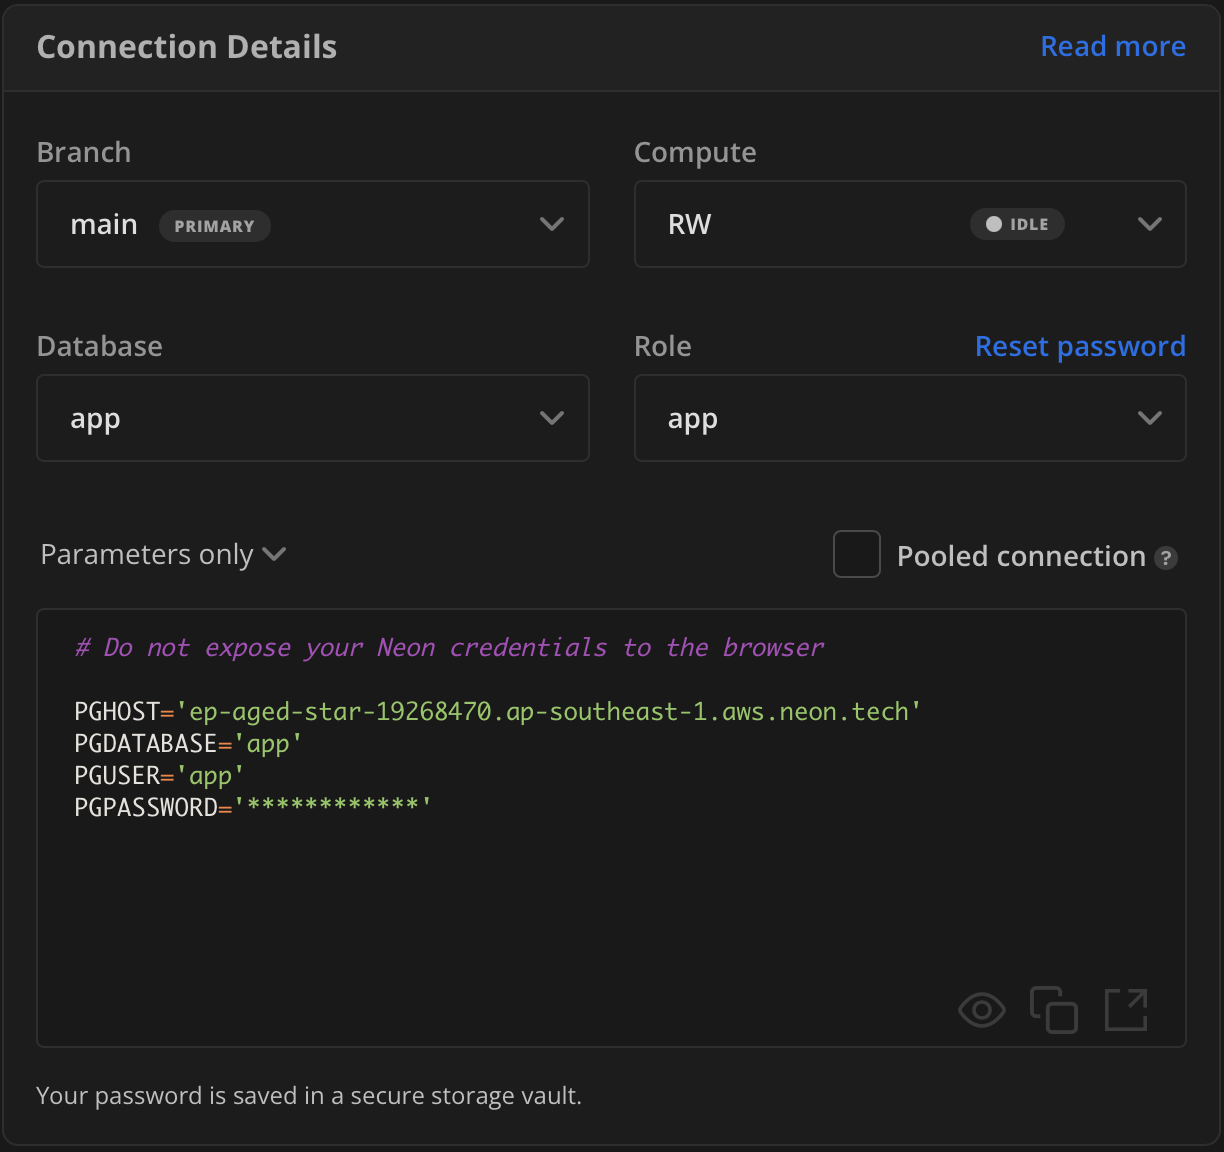 Connection Details
Read more
Branch
Compute
main PRIMARY
RW IDLE
Database
Role
Reset password
app
app
Parameters only
Pooled connection ?
# Do not expose your Neon credentials to the browser
PGHOST='ep-aged-star-19268470.ap-southeast-1.aws.neon.tech'
PGDATABASE='app'
PGUSER='app'
PGPASSWORD='************'
Your password is saved in a secure storage vault.